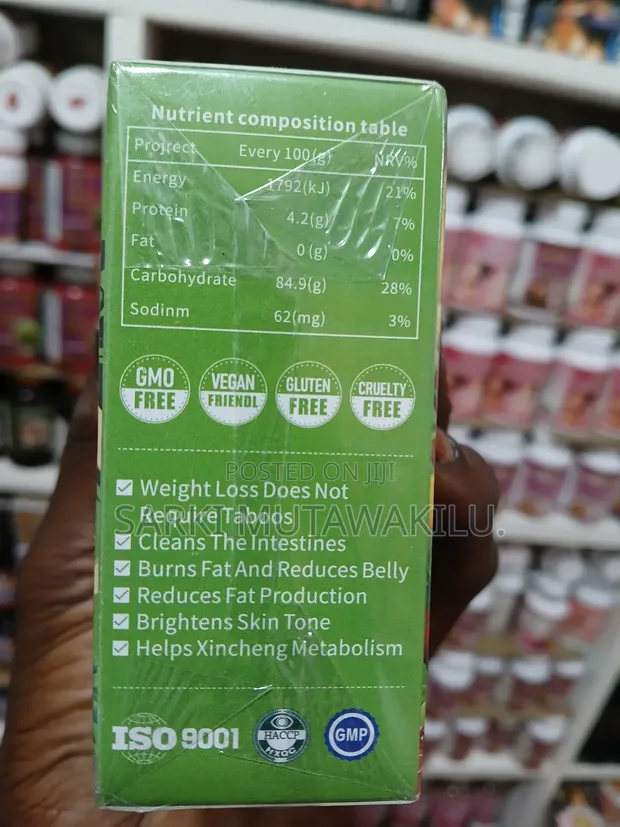 Nutrient composition table
Projrect Every 100(g) NRV%
Energy 1792(kJ) 21%
Protein 4.2(g) 7%
Fat 0 (g) 0%
Carbohydrate 84.9(g) 28%
Sodinm 62(mg) 3%
GMO FREE
VEGAN FRIENDL
GLUTEN FREE
CRUELTY FREE
POSTED ON JIJI
SAKKI MUTAWAKILU.
Weight Loss Does Not
Require Taboos
Cleans The Intestines
Burns Fat And Reduces Belly
Reduces Fat Production
Brightens Skin Tone
Helps Xincheng Metabolism
ISO 9001
HACCP
HXQC
GMP